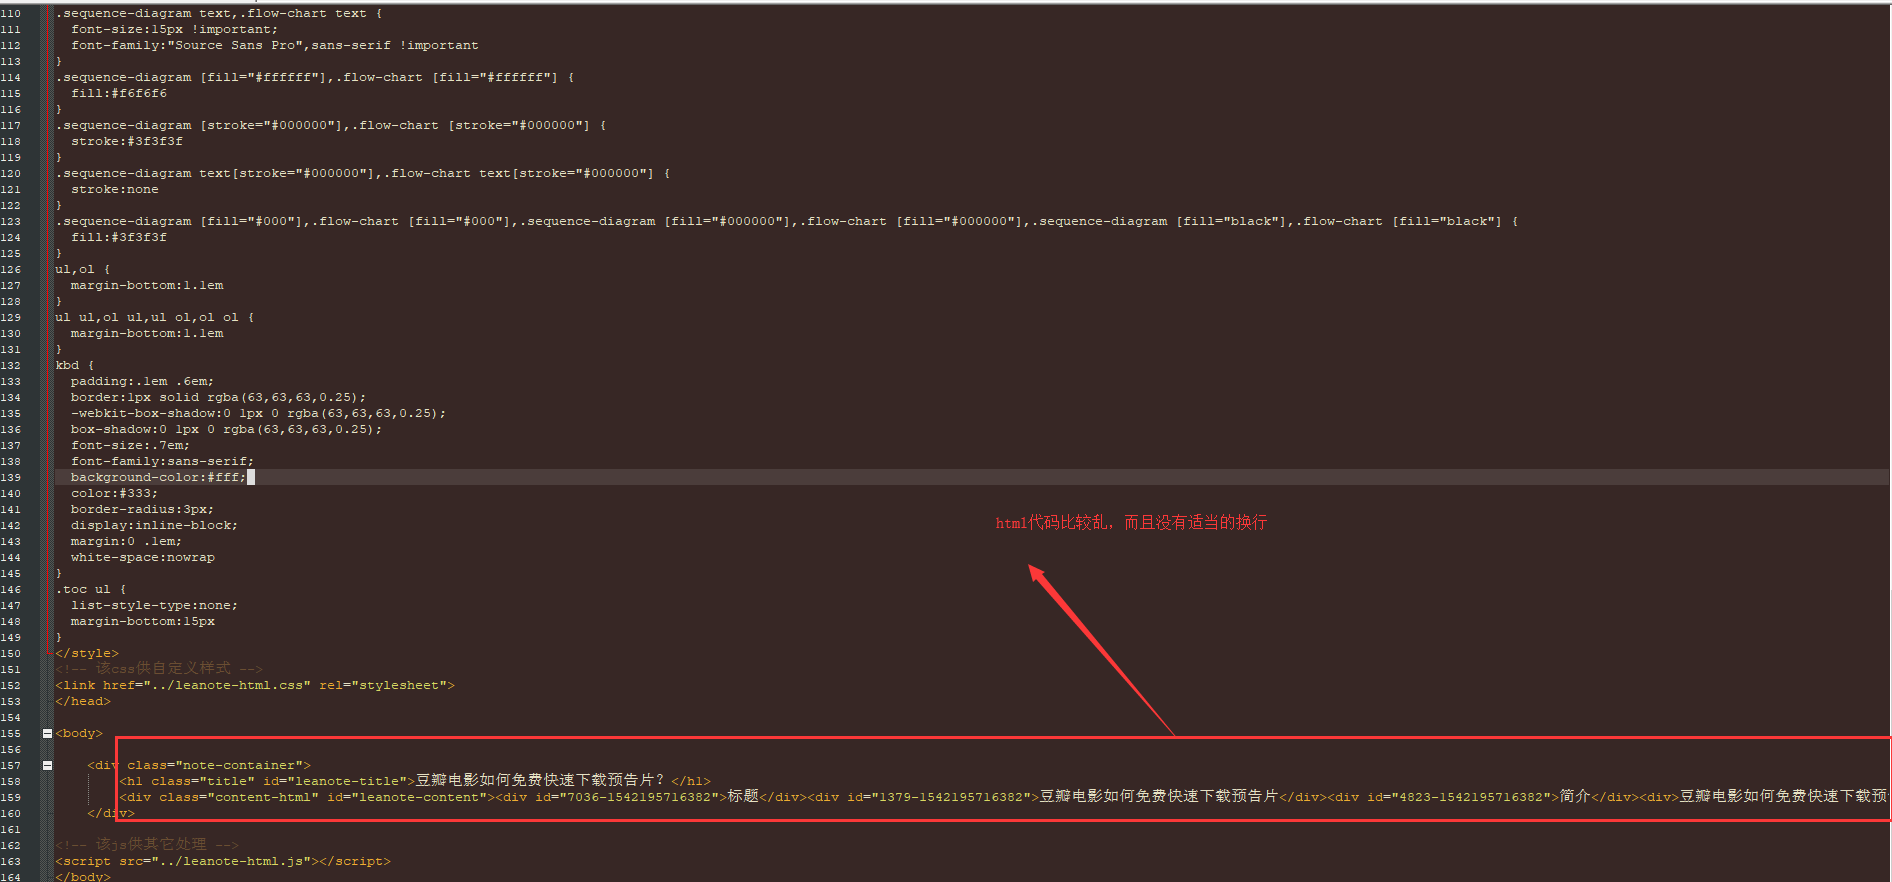 110 .sequence-diagram text,.flow-chart text {
111   font-size:15px !important;
112   font-family:"Source Sans Pro",sans-serif !important
113 }
114 .sequence-diagram [fill="#ffffff"],.flow-chart [fill="#ffffff"] {
115   fill:#f6f6f6
116 }
117 .sequence-diagram [stroke="#000000"],.flow-chart [stroke="#000000"] {
118   stroke:#3f3f3f
119 }
120 .sequence-diagram text[stroke="#000000"],.flow-chart text[stroke="#000000"] {
121   stroke:none
122 }
123 .sequence-diagram [fill="#000"],.flow-chart [fill="#000"],.sequence-diagram [fill="#000000"],.flow-chart [fill="#000000"],.sequence-diagram [fill="black"],.flow-chart [fill="black"] {
124   fill:#3f3f3f
125 }
126 ul,ol {
127   margin-bottom:1.1em
128 }
129 ul ul,ol ul,ul ol,ol ol {
130   margin-bottom:1.1em
131 }
132 kbd {
133   padding:.1em .6em;
134   border:1px solid rgba(63,63,63,0.25);
135   -webkit-box-shadow:0 1px 0 rgba(63,63,63,0.25);
136   box-shadow:0 1px 0 rgba(63,63,63,0.25);
137   font-size:.7em;
138   font-family:sans-serif;
139   background-color:#fff;
140   color:#333;
141   border-radius:3px;
html代码比较乱，而且没有适当的换行
142   display:inline-block;
143   margin:0 .1em;
144   white-space:nowrap
145 }
146 .toc ul {
147   list-style-type:none;
148   margin-bottom:15px
149 }
150 </style>
151 <!-- 该css供自定义样式 -->
152 <link href="../leanote-html.css" rel="stylesheet">
153 </head>
154
155 <body>
156
157     <div class="note-container">
158         <h1 class="title" id="leanote-title">豆瓣电影如何免费快速下载预告片？</h1>
159         <div class="content-html" id="leanote-content"><div id="7036-1542195716382">标题</div><div id="1379-1542195716382">豆瓣电影如何免费快速下载预告片</div><div id="4823-1542195716382">简介</div><div>豆瓣电影如何免费快速下载预
160     </div>
161
162 <!-- 该js供其它处理 -->
163 <script src="../leanote-html.js"></script>
164 </body>